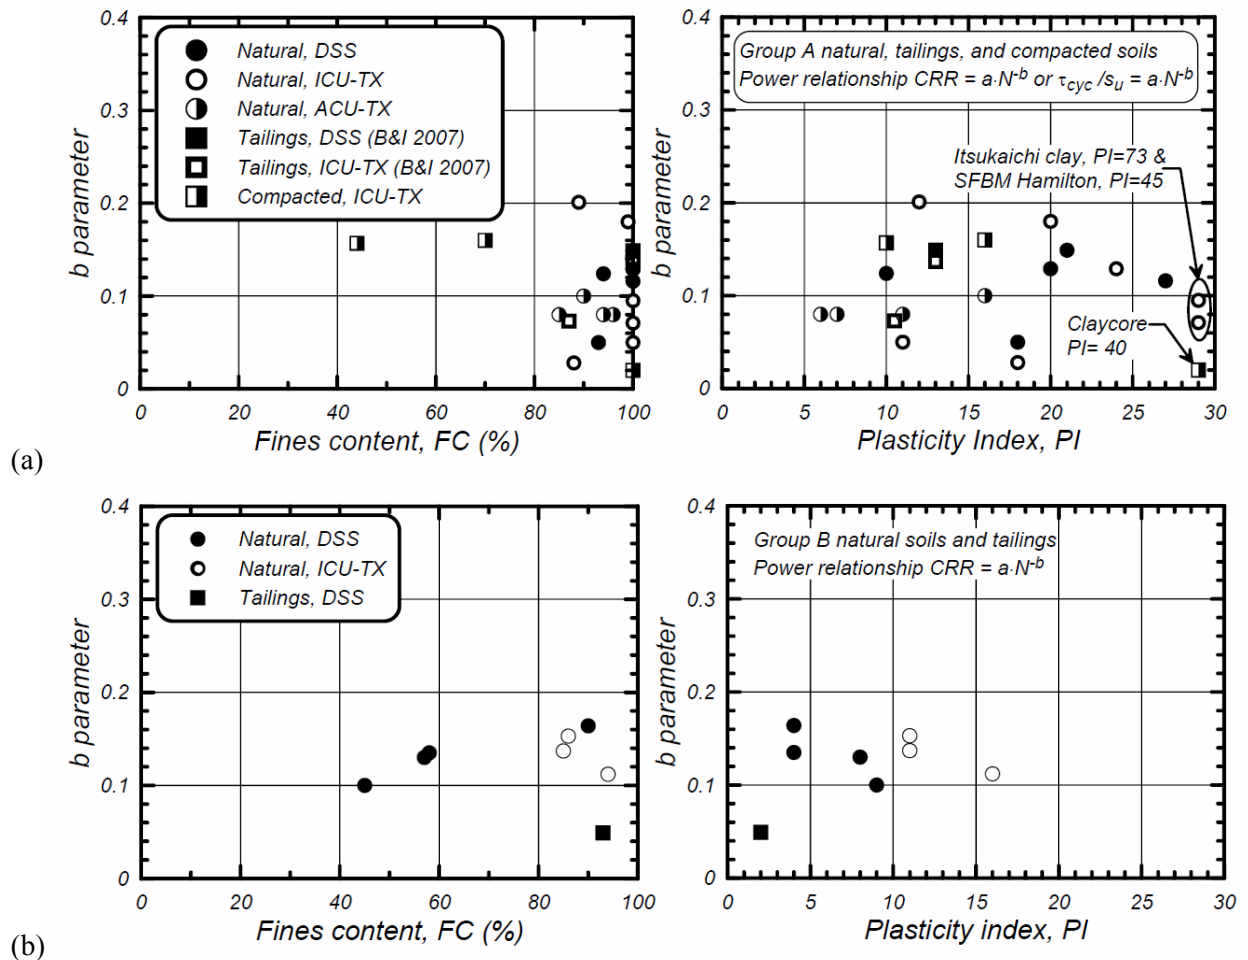 0.4
0.3
0.2
0.1
0
b parameter
Natural, DSS
Natural, ICU-TX
Natural, ACU-TX
Tailings, DSS (B&I 2007)
Tailings, ICU-TX (B&I 2007)
Compacted, ICU-TX
0 20 40 60 80 100
Fines content, FC (%)
0.4
0.3
0.2
0.1
0
b parameter
Group A natural, tailings, and compacted soils
Power relationship CRR = a·N^-b or τcyc/su = a·N^-b
Itsukaichi clay, PI=73 &
SFBM Hamilton, PI=45
Claycore
PI= 40
0 5 10 15 20 25 30
Plasticity Index, PI
(a)
0.4
0.3
0.2
0.1
0
b parameter
Natural, DSS
Natural, ICU-TX
Tailings, DSS
0 20 40 60 80 100
Fines content, FC (%)
0.4
0.3
0.2
0.1
0
b parameter
Group B natural soils and tailings
Power relationship CRR = a·N^-b
0 5 10 15 20 25 30
Plasticity index, PI
(b)